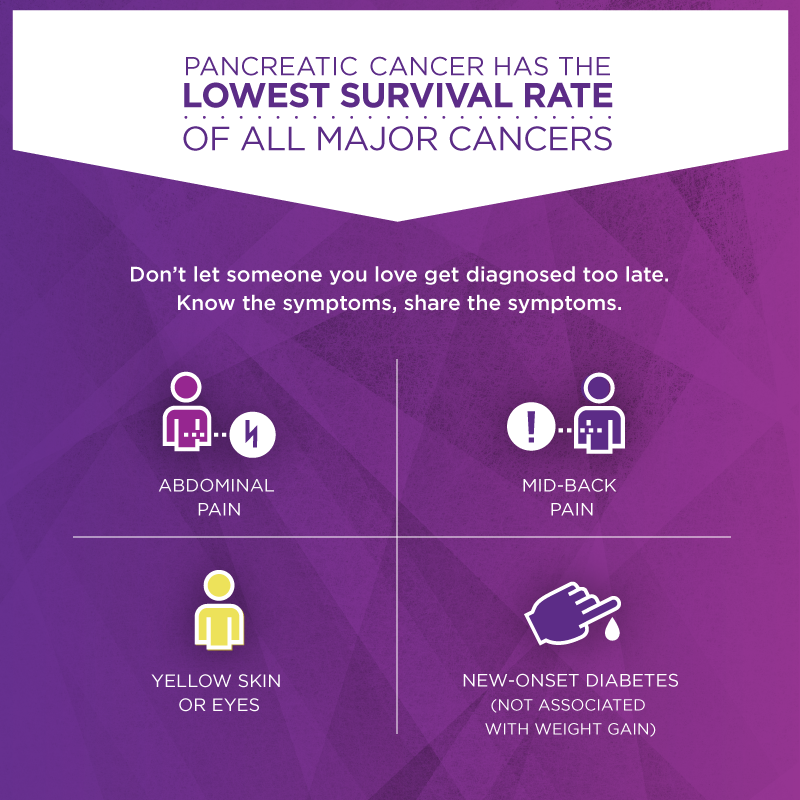 PANCREATIC CANCER HAS THE
LOWEST SURVIVAL RATE
OF ALL MAJOR CANCERS
Don't let someone you love get diagnosed too late.
Know the symptoms, share the symptoms.
ABDOMINAL
PAIN
MID-BACK
PAIN
YELLOW SKIN
OR EYES
NEW-ONSET DIABETES
(NOT ASSOCIATED
WITH WEIGHT GAIN)